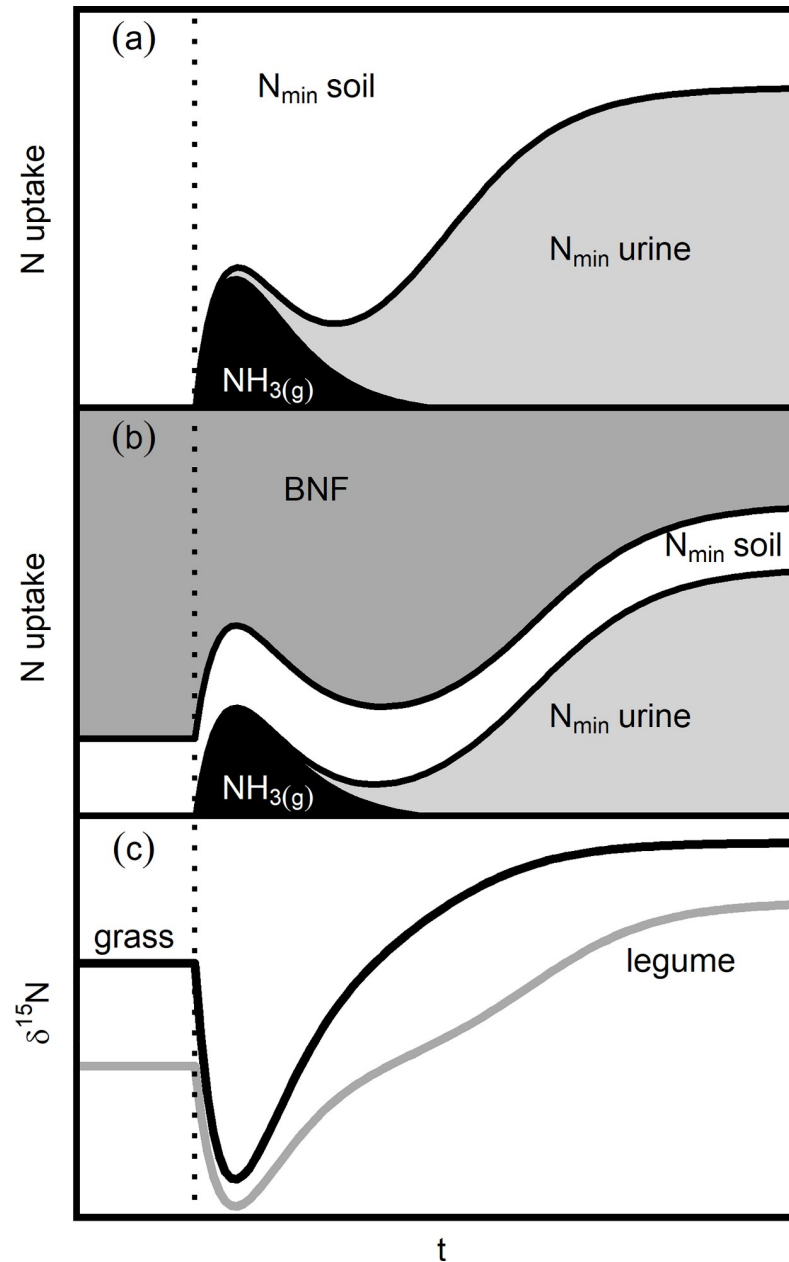 (a)
N uptake
Nmin soil
Nmin urine
NH3(g)
(b)
N uptake
BNF
Nmin soil
Nmin urine
NH3(g)
(c)
δ15N
grass
legume
t